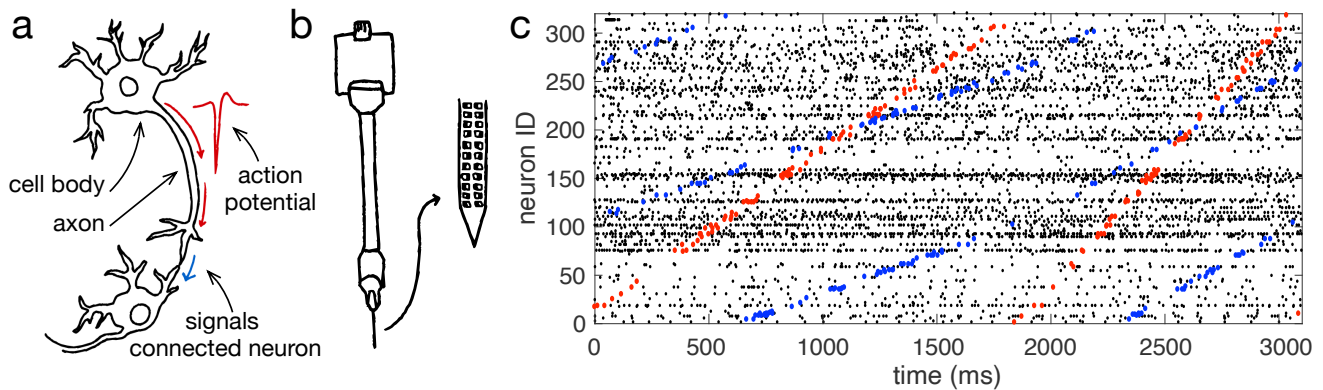 a
cell body
axon
action
potential
signals
connected neuron
b
c
neuron ID
300
250
200
150
100
50
0
0
500
1000
1500
2000
2500
3000
time (ms)